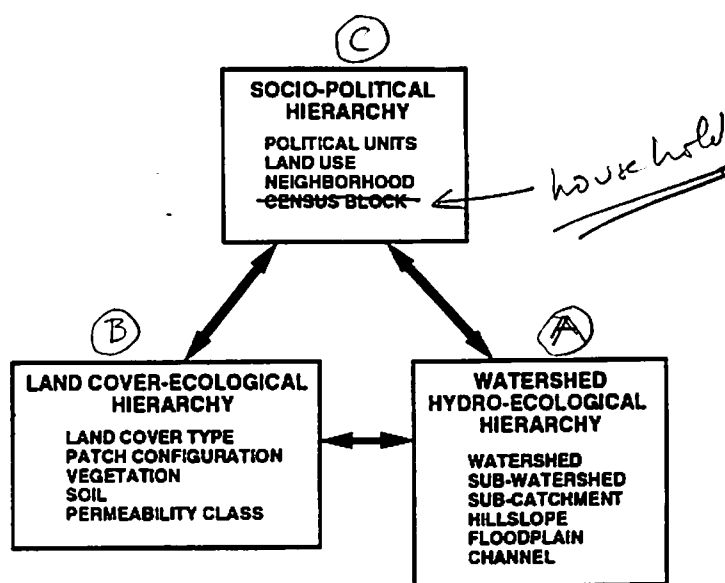 C
SOCIO-POLITICAL
HIERARCHY
POLITICAL UNITS
LAND USE
NEIGHBORHOOD
CENSUS BLOCK
household
B
LAND COVER-ECOLOGICAL
HIERARCHY
LAND COVER TYPE
PATCH CONFIGURATION
VEGETATION
SOIL
PERMEABILITY CLASS
A
WATERSHED
HYDRO-ECOLOGICAL
HIERARCHY
WATERSHED
SUB-WATERSHED
SUB-CATCHMENT
HILLSLOPE
FLOODPLAIN
CHANNEL